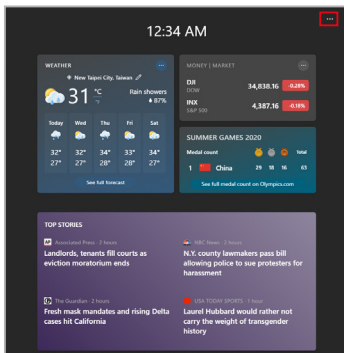 12:34 AM
WEATHER
New Taipei City, Taiwan
31 °C
°F
Rain showers
87%
Today Wed Thu Fri Sat
32° 32° 34° 33° 34°
27° 27° 28° 27° 27°
See full forecast
MONEY | MARKET
DJI
DOW
34,838.16 -0.28%
INX
S&P 500
4,387.16 -0.18%
SUMMER GAMES 2020
Medal count Total
1 China 29 18 16 63
See full medal count on Olympics.com
TOP STORIES
AP Associated Press · 2 hours
Landlords, tenants fill courts as
eviction moratorium ends
NBC News · 2 hours
N.Y. county lawmakers pass bill
allowing police to sue protesters for
harassment
The Guardian · 2 hours
Fresh mask mandates and rising Delta
cases hit California
USA TODAY SPORTS · 1 hour
Laurel Hubbard would rather not
carry the weight of transgender
history